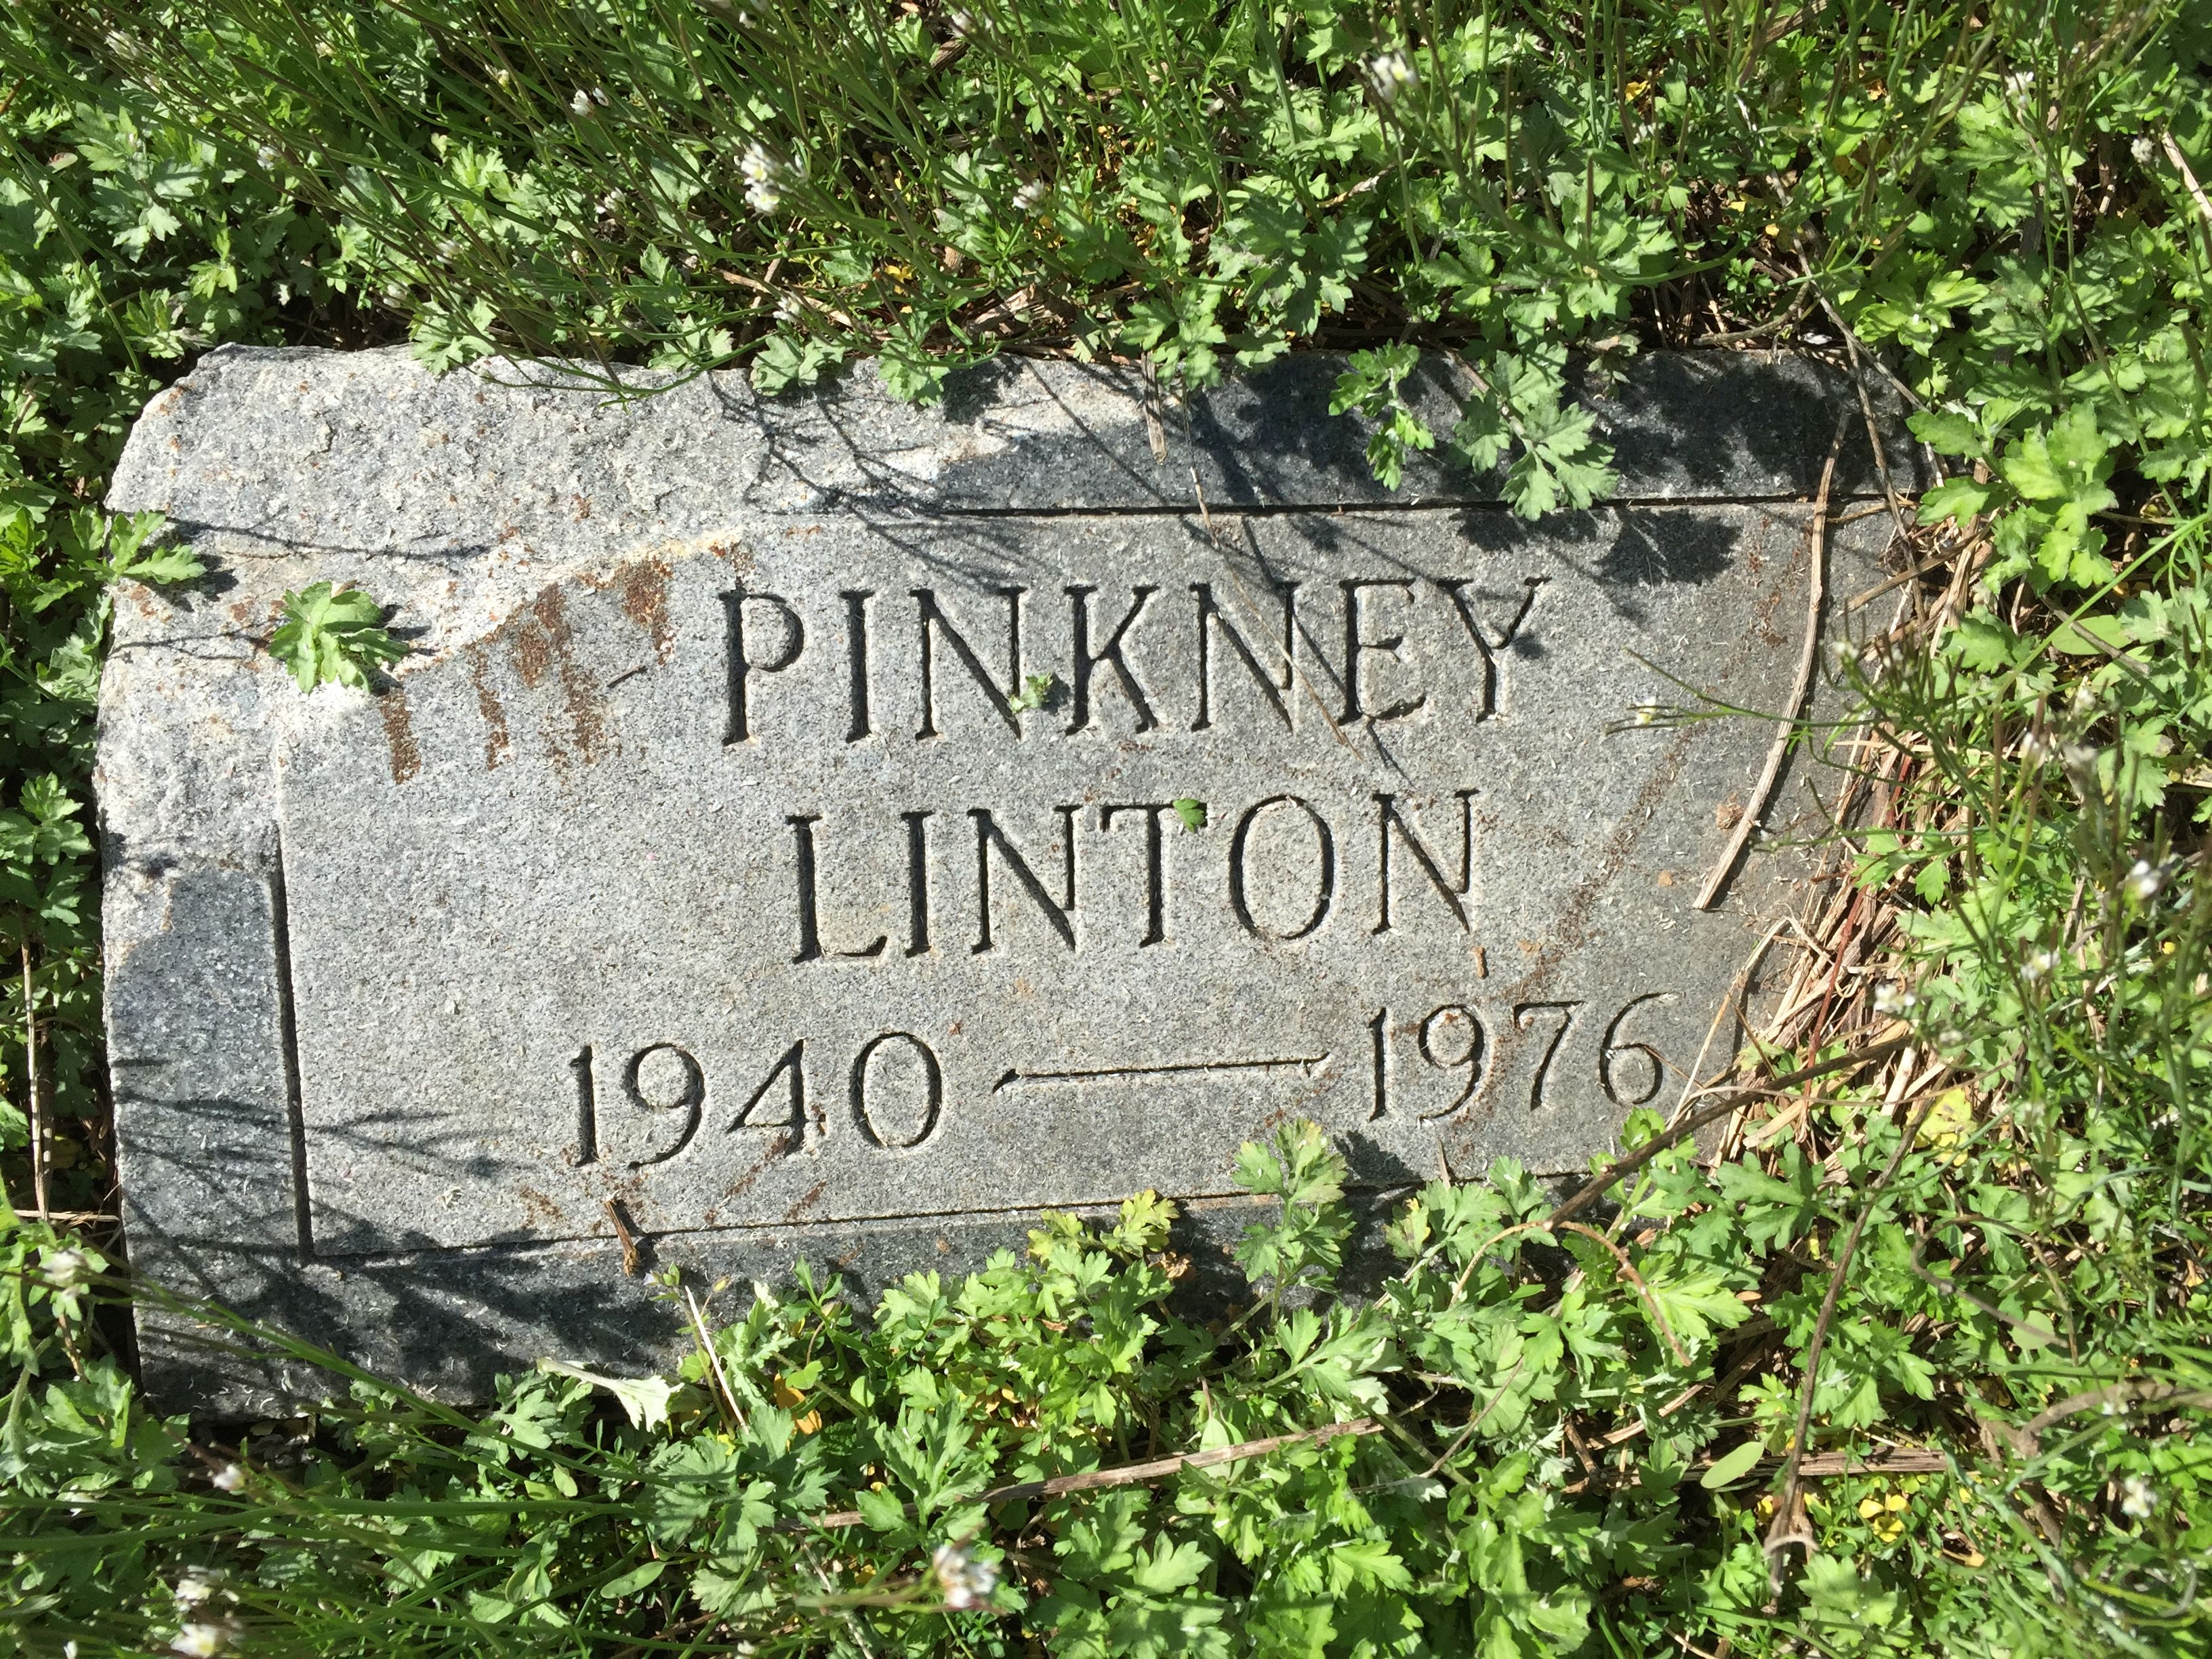 PINKNEY
LINTON
1940 — 1976